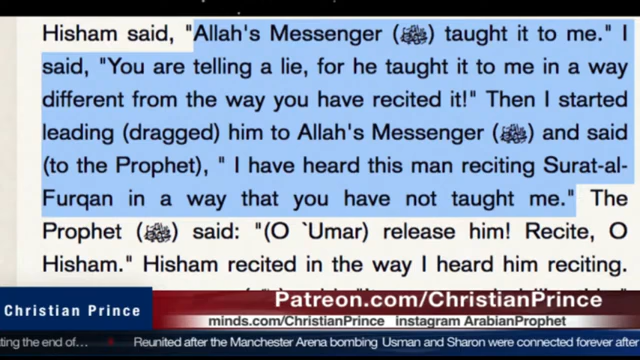 Hisham said, "Allah's Messenger (ﷺ) taught it to me." I
said, "You are telling a lie, for he taught it to me in a way
different from the way you have recited it!" Then I started
leading (dragged) him to Allah's Messenger (ﷺ) and said
(to the Prophet), " I have heard this man reciting Surat-al-
Furqan in a way that you have not taught me." The
Prophet (ﷺ) said: "(O `Umar) release him! Recite, O
Hisham." Hisham recited in the way I heard him reciting.
Christian Prince
Patreon.com/ChristianPrince
minds.com/ChristianPrince instagram ArabianProphet
the end of... Reunited after the Manchester Arena bombing Usman and Sharon were connected forever after